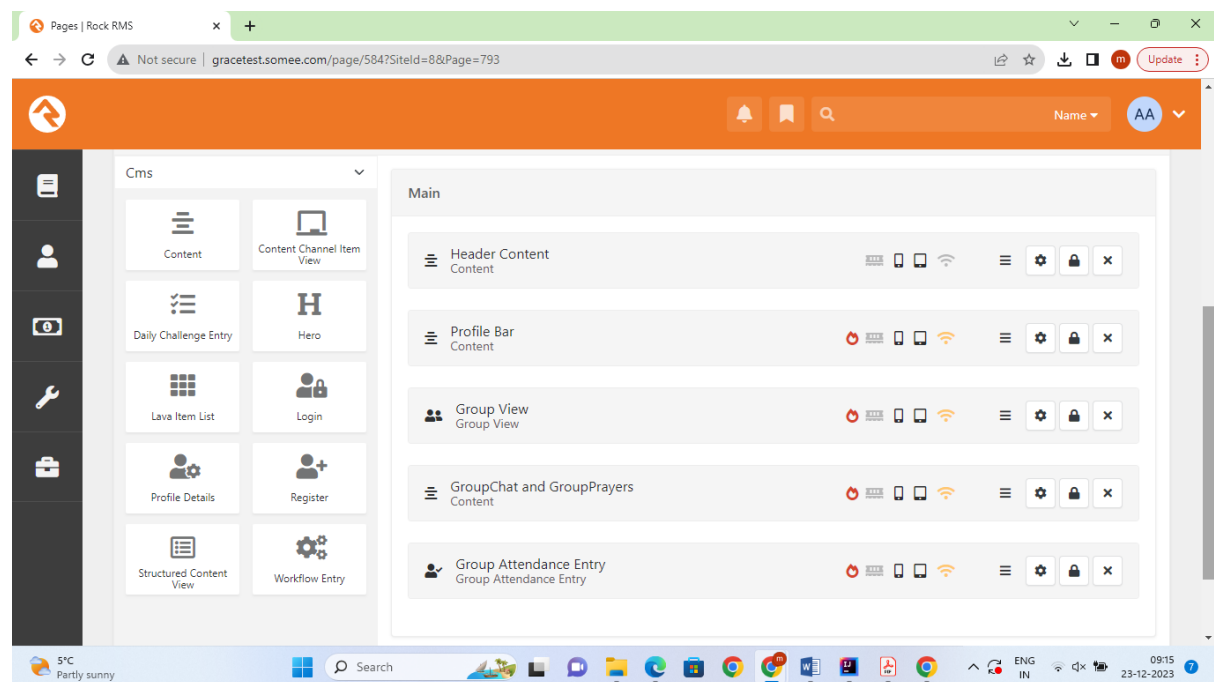 Pages | Rock RMS
Not secure
gracetest.somee.com/page/584?SiteId=8&Page=793
m
Update
Name
AA
Cms
Content
Content Channel Item
View
Daily Challenge Entry
H
Hero
Lava Item List
Login
Profile Details
Register
Structured Content
View
Workflow Entry
Main
Header Content
Content
Profile Bar
Content
Group View
Group View
GroupChat and GroupPrayers
Content
Group Attendance Entry
Group Attendance Entry
5°C
Partly sunny
Search
ENG
IN
09:15
23-12-2023
7